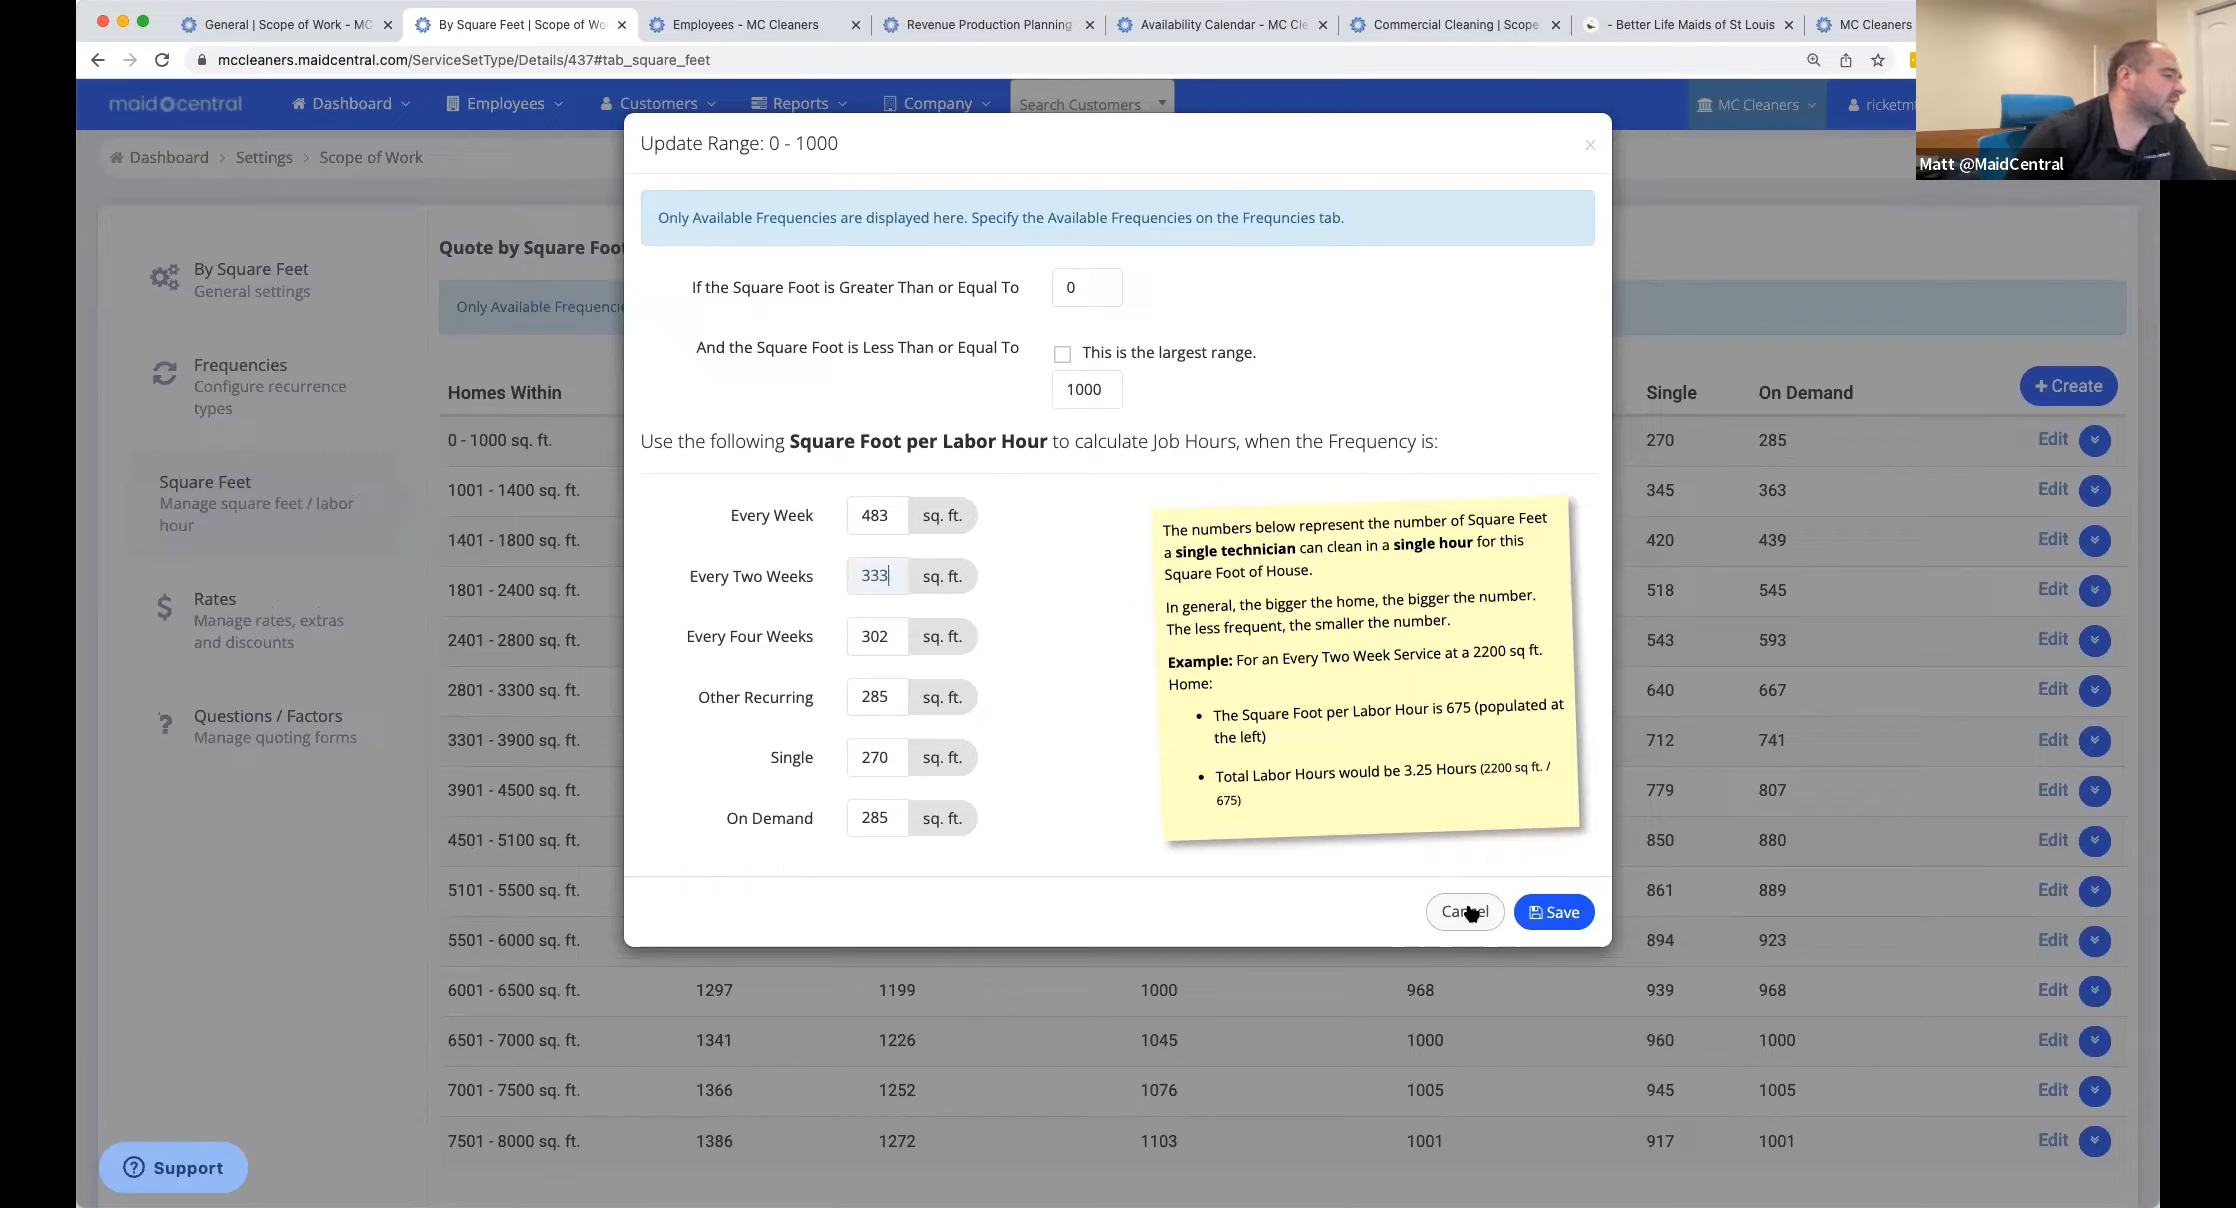 General | Scope of Work - MC
By Square Feet | Scope of Wo
Employees - MC Cleaners
Revenue Production Planning
Availability Calendar - MC Cle
Commercial Cleaning | Scope
- Better Life Maids of St Louis
MC Cleaners
mccleaners.maidcentral.com/ServiceSetType/Details/437#tab_square_feet
maidcentral
Dashboard
Employees
Customers
Reports
Company
Search Customers
MC Cleaners
ricketmt
Matt @MaidCentral
Dashboard > Settings > Scope of Work
By Square Feet
General settings
Frequencies
Configure recurrence
types
Square Feet
Manage square feet / labor
hour
Rates
Manage rates, extras
and discounts
Questions / Factors
Manage quoting forms
Support
Quote by Square Foo
Only Available Frequencie
Homes Within Single On Demand + Create
0 - 1000 sq. ft. 270 285 Edit
1001 - 1400 sq. ft. 345 363 Edit
1401 - 1800 sq. ft. 420 439 Edit
1801 - 2400 sq. ft. 518 545 Edit
2401 - 2800 sq. ft. 543 593 Edit
2801 - 3300 sq. ft. 640 667 Edit
3301 - 3900 sq. ft. 712 741 Edit
3901 - 4500 sq. ft. 779 807 Edit
4501 - 5100 sq. ft. 850 880 Edit
5101 - 5500 sq. ft. 861 889 Edit
5501 - 6000 sq. ft. 894 923 Edit
6001 - 6500 sq. ft. 1297 1199 1000 968 939 968 Edit
6501 - 7000 sq. ft. 1341 1226 1045 1000 960 1000 Edit
7001 - 7500 sq. ft. 1366 1252 1076 1005 945 1005 Edit
7501 - 8000 sq. ft. 1386 1272 1103 1001 917 1001 Edit
Update Range: 0 - 1000
Only Available Frequencies are displayed here. Specify the Available Frequencies on the Frequncies tab.
If the Square Foot is Greater Than or Equal To 0
And the Square Foot is Less Than or Equal To This is the largest range.
1000
Use the following Square Foot per Labor Hour to calculate Job Hours, when the Frequency is:
Every Week 483 sq. ft.
Every Two Weeks 333 sq. ft.
Every Four Weeks 302 sq. ft.
Other Recurring 285 sq. ft.
Single 270 sq. ft.
On Demand 285 sq. ft.
The numbers below represent the number of Square Feet
a single technician can clean in a single hour for this
Square Foot of House.
In general, the bigger the home, the bigger the number.
The less frequent, the smaller the number.
Example: For an Every Two Week Service at a 2200 sq ft.
Home:
• The Square Foot per Labor Hour is 675 (populated at
the left)
• Total Labor Hours would be 3.25 Hours (2200 sq ft. /
675)
Cancel
Save